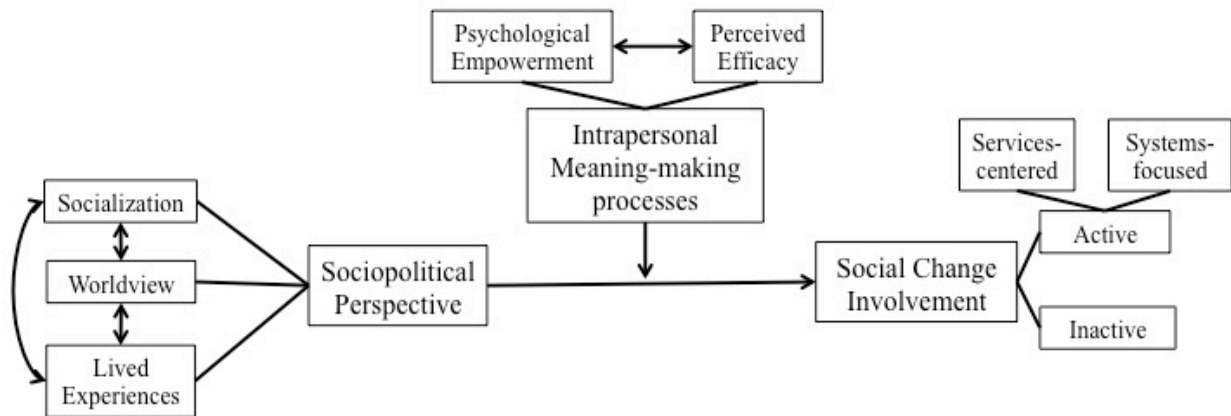 Psychological
Empowerment
Perceived
Efficacy
Intrapersonal
Meaning-making
processes
Services-
centered
Systems-
focused
Socialization
Worldview
Lived
Experiences
Sociopolitical
Perspective
Social Change
Involvement
Active
Inactive